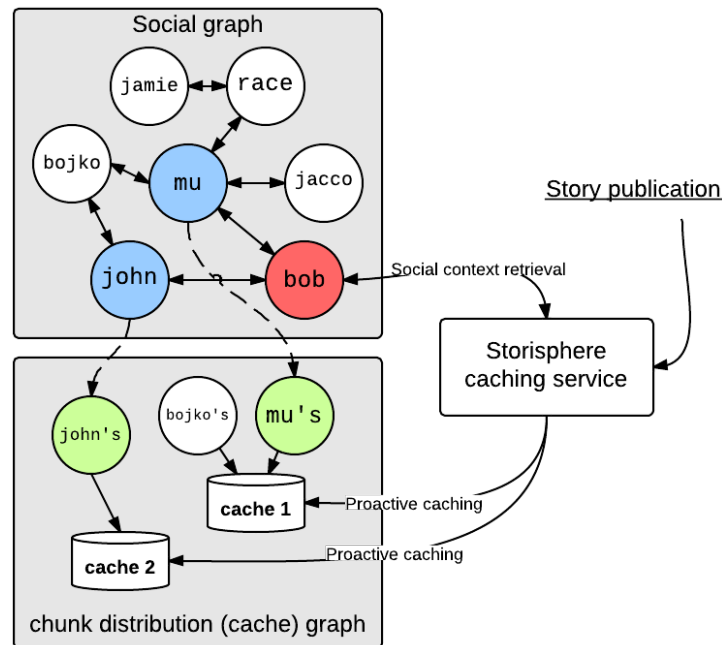 Social graph
jamie
race
bojko
mu
jacco
Story publication
john
bob
Social context retrieval
Storisphere
caching service
john's
bojko's
mu's
cache 1
Proactive caching
cache 2
Proactive caching
chunk distribution (cache) graph